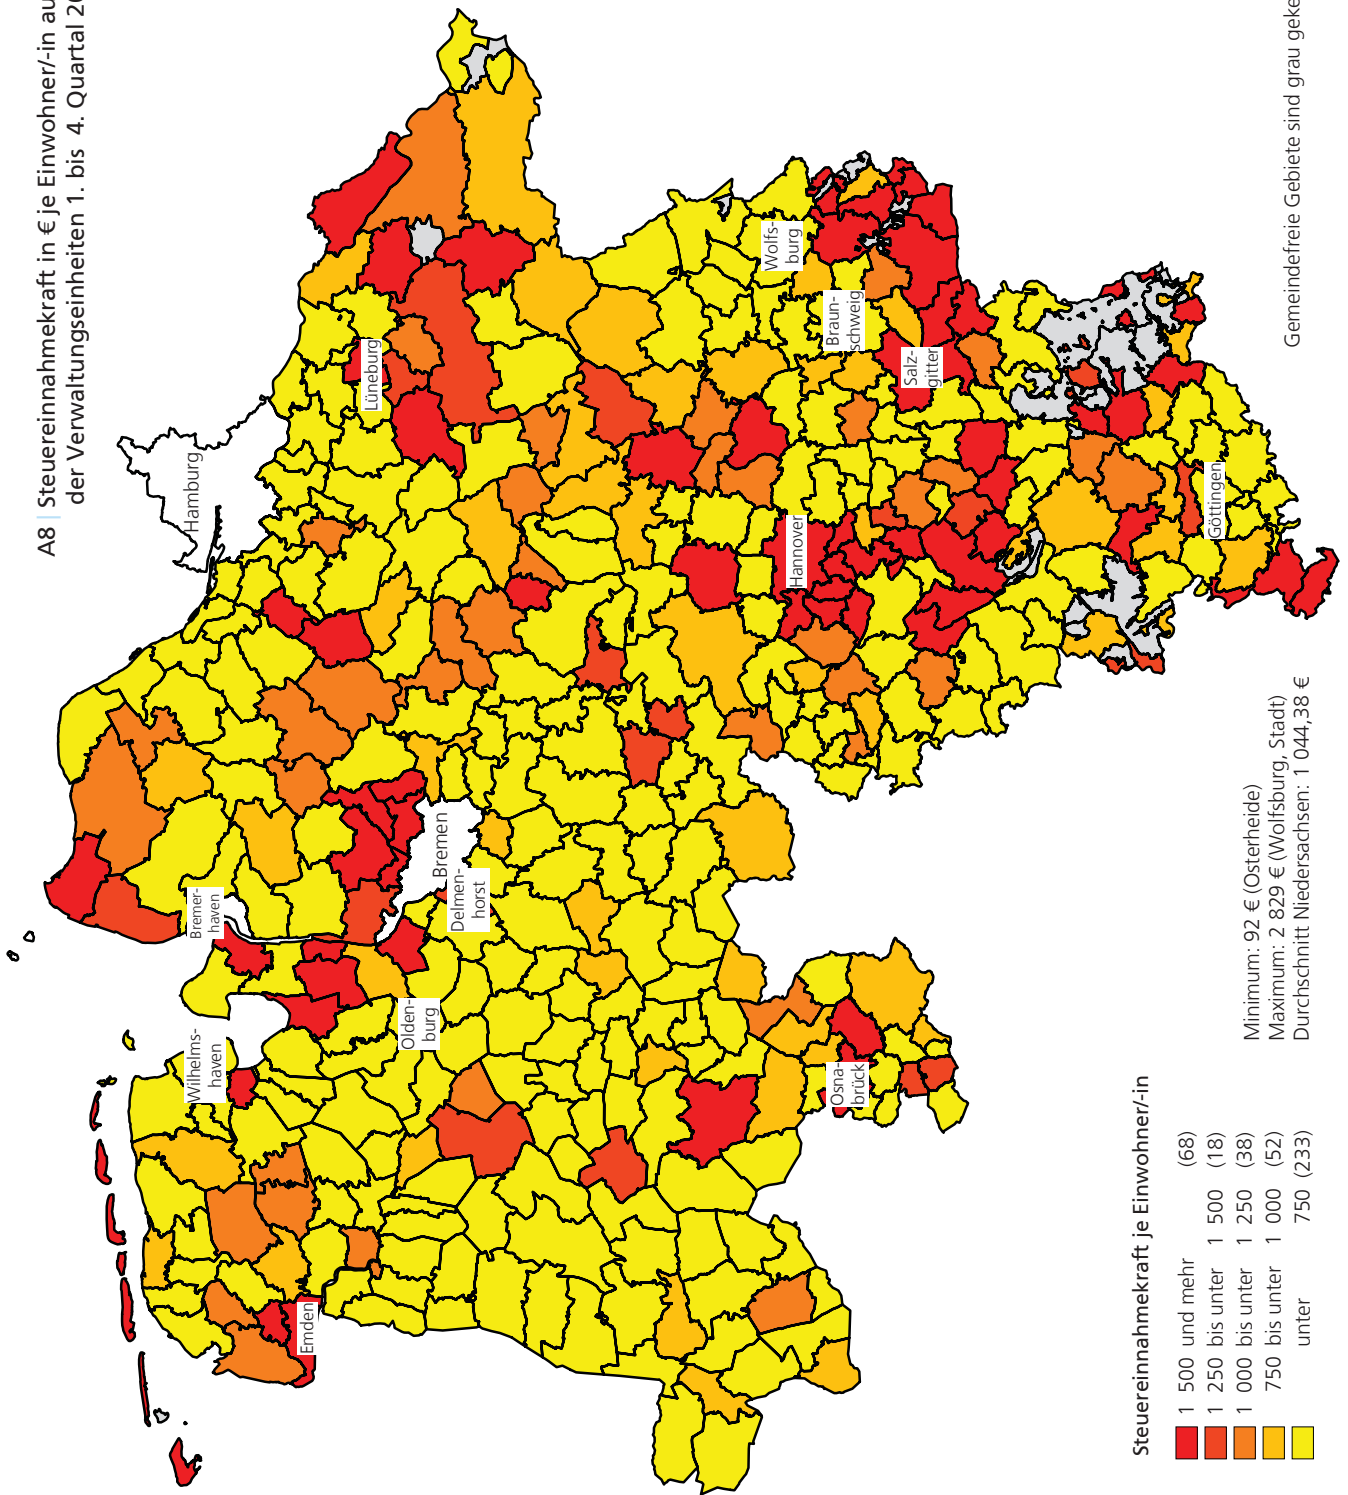 A8 | Steuereinnahmekraft in € je Einwohner/-in
der Verwaltungseinheiten 1. bis 4. Quartal
Hamburg
Lüneburg
Bremer-
haven
Wilhelms-
haven
Emden
Olden-
burg
Bremen
Delmen-
horst
Wolfs-
burg
Braun-
schweig
Salz-
gitter
Hannover
Osna-
brück
Göttingen
Steuereinnahmekraft je Einwohner/-in
1 500 und mehr (68)
1 250 bis unter 1 500 (18)
1 000 bis unter 1 250 (38)
750 bis unter 1 000 (52)
unter 750 (233)
Minimum: 92 € (Osterheide)
Maximum: 2 829 € (Wolfsburg, Stadt)
Durchschnitt Niedersachsen: 1 044,38 €
Gemeindefreie Gebiete sind grau